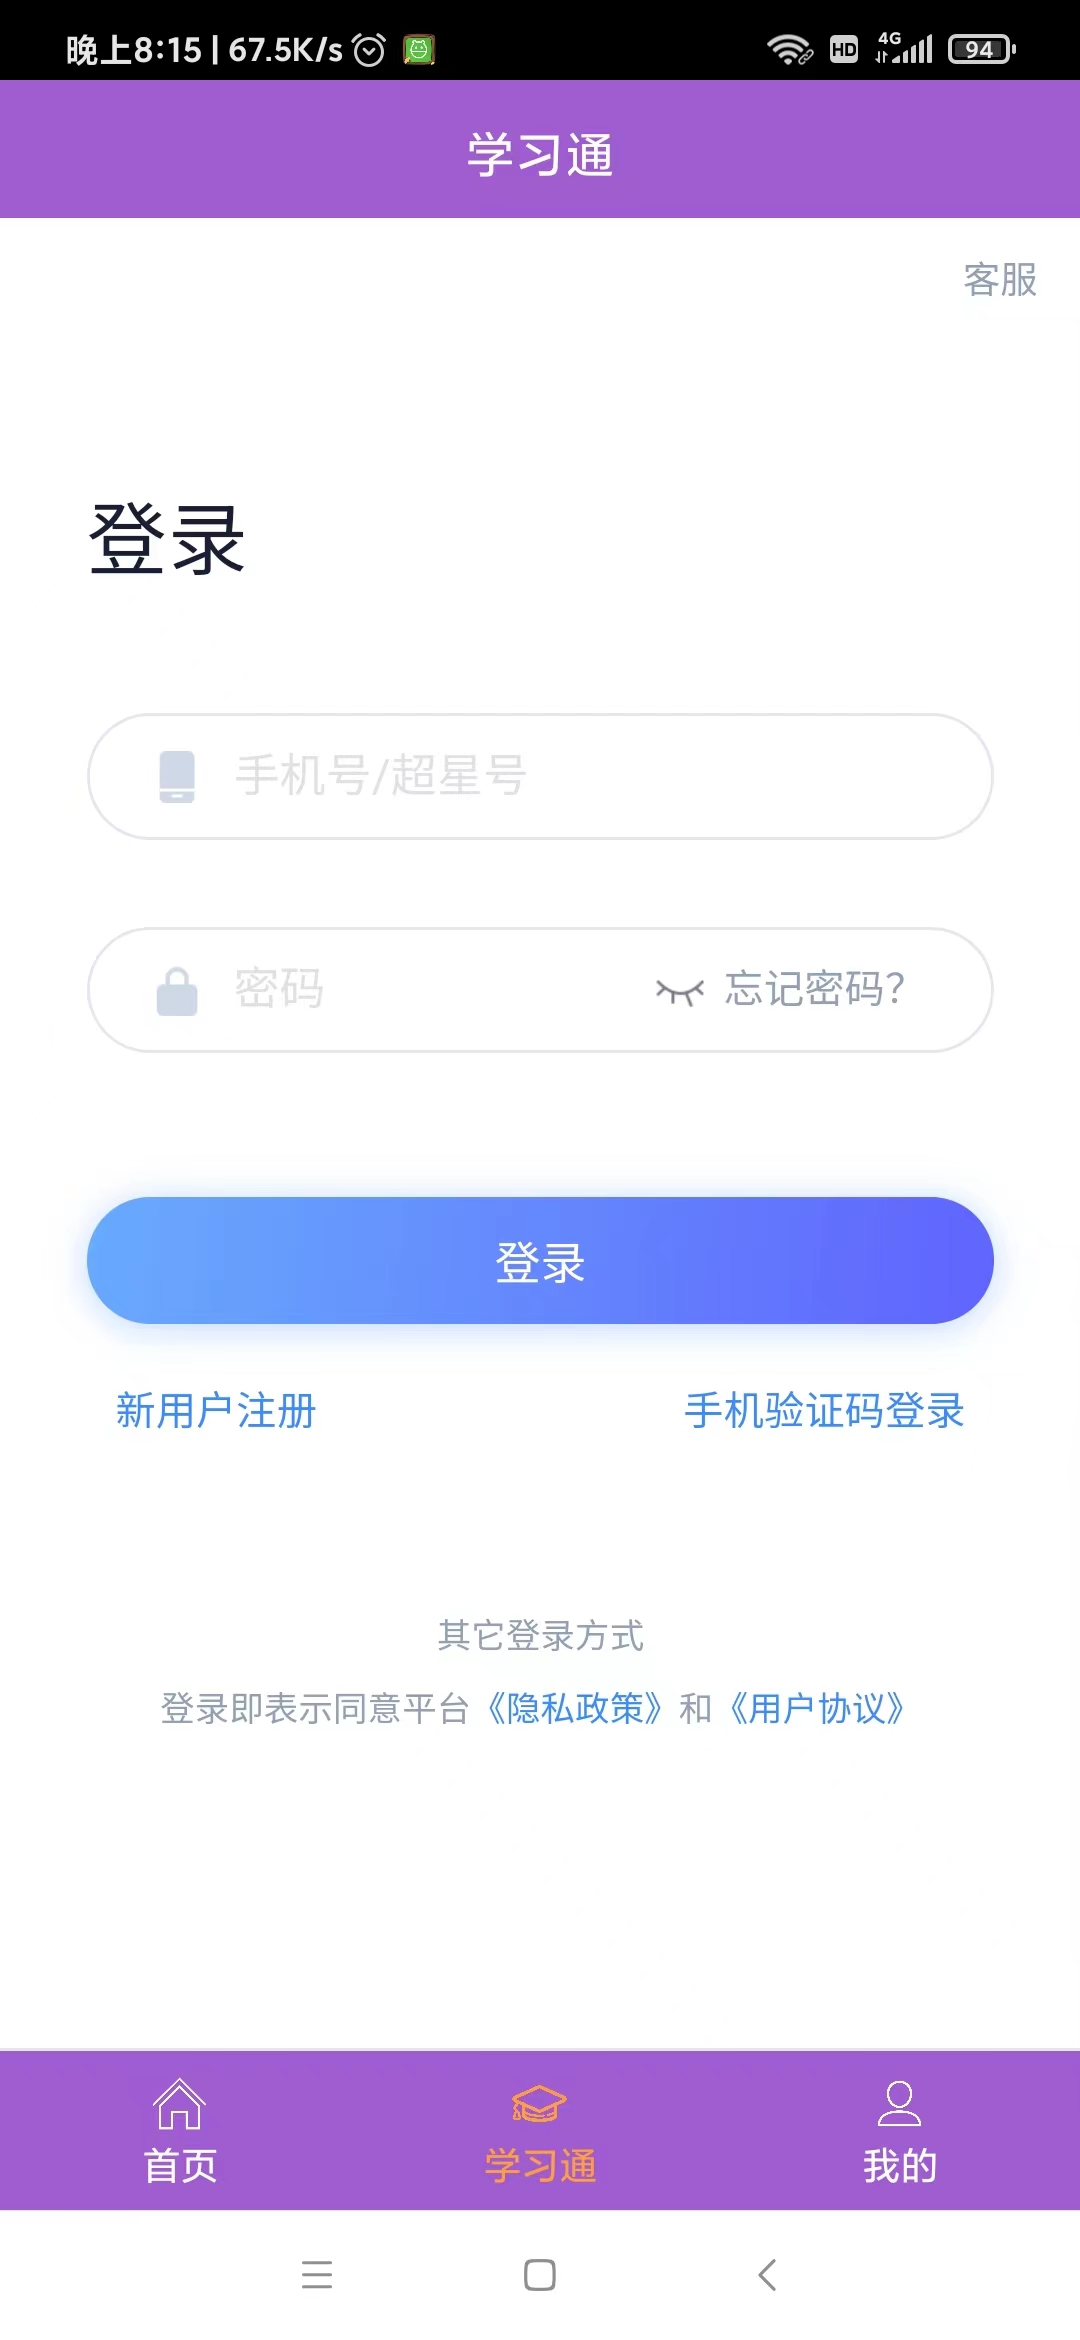 晚上8:15 | 67.5K/s HD 4G 94
学习通
客服
登录
手机号/超星号
密码 忘记密码?
登录
新用户注册 手机验证码登录
其它登录方式
登录即表示同意平台《隐私政策》和《用户协议》
首页 学习通 我的